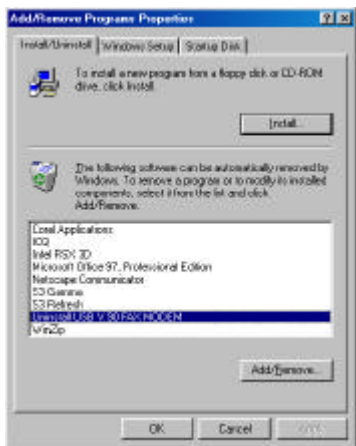 Add/Remove Programs Properties
Install/Uninstall Windows Setup Startup Disk
To install a new program from a floppy disk or CD-ROM
drive, click Install.
Install...
The following software can be automatically removed by
Windows. To remove a program or to modify its installed
components, select it from the list and click
Add/Remove.
Corel Applications
ICQ
Intel RSX 3D
Microsoft Office 97, Professional Edition
Netscape Communicator
S3 Gamma
S3 Refresh
Uninstall USB V.90 FAX MODEM
WinZip
Add/Remove...
OK Cancel Apply